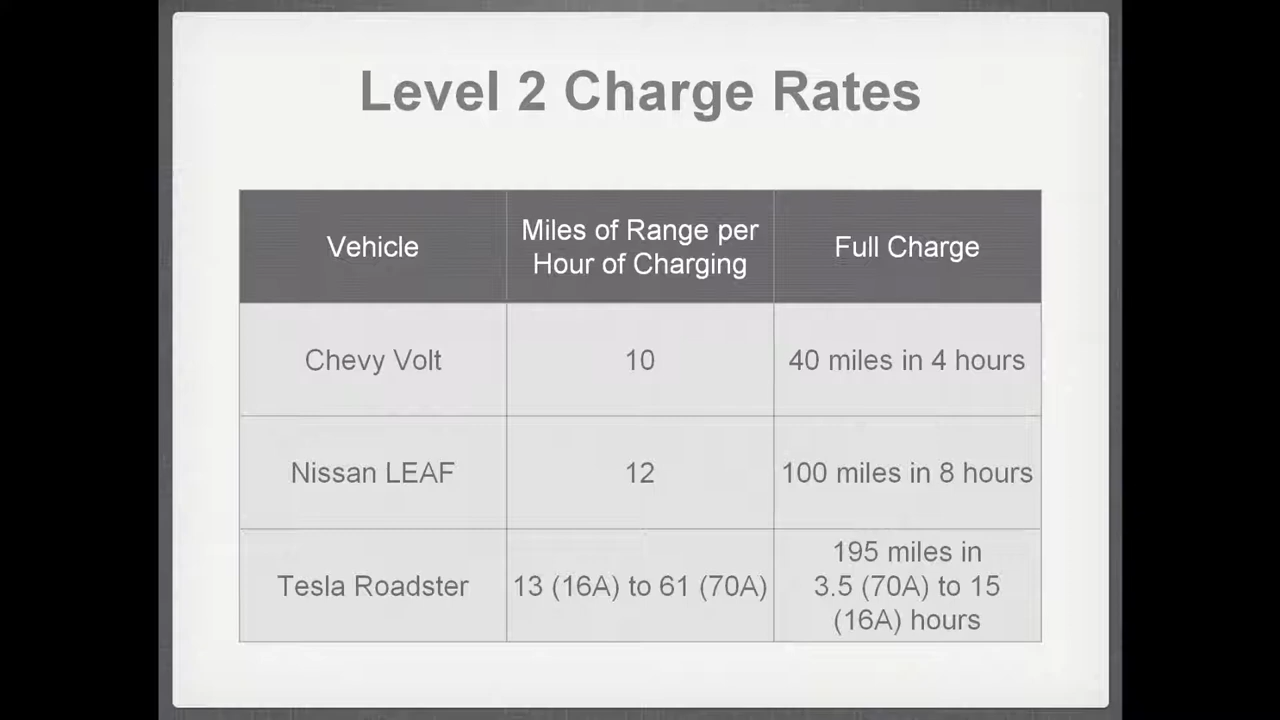 Level 2 Charge Rates
Vehicle
Miles of Range per
Hour of Charging
Full Charge
Chevy Volt
10
40 miles in 4 hours
Nissan LEAF
12
100 miles in 8 hours
Tesla Roadster
13 (16A) to 61 (70A)
195 miles in
3.5 (70A) to 15
(16A) hours